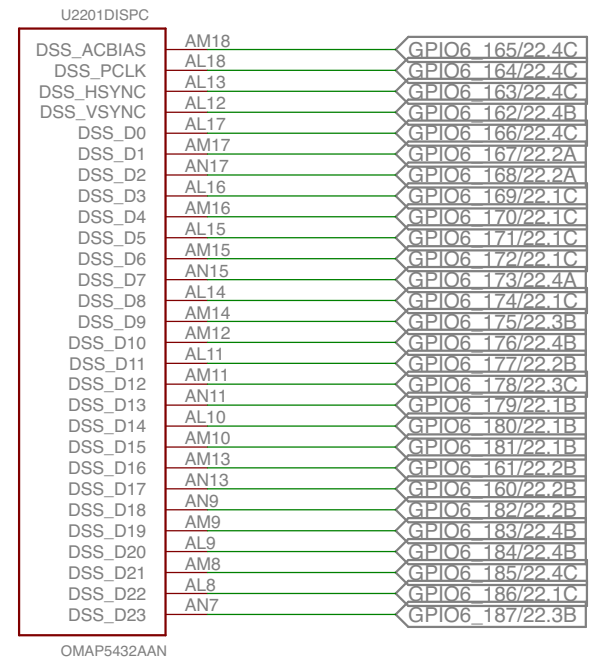 U2201DISPC
DSS_ACBIAS AM18 GPIO6_165/22.4C
DSS_PCLK AL18 GPIO6_164/22.4C
DSS_HSYNC AL13 GPIO6_163/22.4C
DSS_VSYNC AL12 GPIO6_162/22.4B
DSS_D0 AL17 GPIO6_166/22.4C
DSS_D1 AM17 GPIO6_167/22.2A
DSS_D2 AN17 GPIO6_168/22.2A
DSS_D3 AL16 GPIO6_169/22.1C
DSS_D4 AM16 GPIO6_170/22.1C
DSS_D5 AL15 GPIO6_171/22.1C
DSS_D6 AM15 GPIO6_172/22.1C
DSS_D7 AN15 GPIO6_173/22.4A
DSS_D8 AL14 GPIO6_174/22.1C
DSS_D9 AM14 GPIO6_175/22.3B
DSS_D10 AM12 GPIO6_176/22.4B
DSS_D11 AL11 GPIO6_177/22.2B
DSS_D12 AM11 GPIO6_178/22.3C
DSS_D13 AN11 GPIO6_179/22.1B
DSS_D14 AL10 GPIO6_180/22.1B
DSS_D15 AM10 GPIO6_181/22.1B
DSS_D16 AM13 GPIO6_161/22.2B
DSS_D17 AN13 GPIO6_160/22.2B
DSS_D18 AN9 GPIO6_182/22.2B
DSS_D19 AM9 GPIO6_183/22.4B
DSS_D20 AL9 GPIO6_184/22.4B
DSS_D21 AM8 GPIO6_185/22.4C
DSS_D22 AL8 GPIO6_186/22.1C
DSS_D23 AN7 GPIO6_187/22.3B
OMAP5432AAN